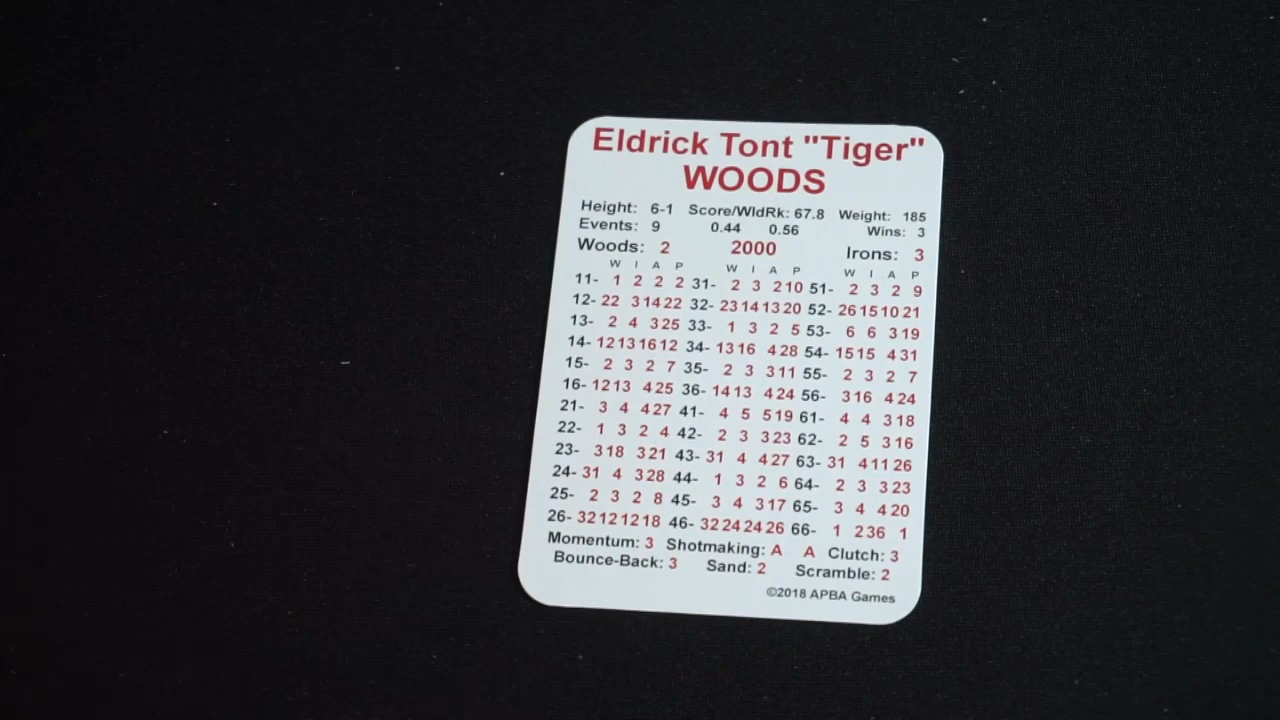 Eldrick Tont "Tiger"
WOODS
Height: 6-1 Score/WldRk: 67.8 Weight: 185
Events: 9 0.44 0.56 Wins: 3
Woods: 2 2000 Irons: 3
W I A P W I A P W I A P
11- 1 2 2 2 31- 2 3 2 10 51- 2 3 2 9
12- 22 3 14 22 32- 23 14 13 20 52- 26 15 10 21
13- 2 4 3 25 33- 1 3 2 5 53- 6 6 3 19
14- 12 13 16 12 34- 13 16 4 28 54- 15 15 4 31
15- 2 3 2 7 35- 2 3 3 11 55- 2 3 2 7
16- 12 13 4 25 36- 14 13 4 24 56- 3 16 4 24
21- 3 4 4 27 41- 4 5 5 19 61- 4 4 3 18
22- 1 3 2 4 42- 2 3 3 23 62- 2 5 3 16
23- 3 18 3 21 43- 31 4 4 27 63- 31 4 11 26
24- 31 4 3 28 44- 1 3 2 6 64- 2 3 3 23
25- 2 3 2 8 45- 3 4 3 17 65- 3 4 4 20
26- 32 12 12 18 46- 32 24 24 26 66- 1 2 36 1
Momentum: 3 Shotmaking: A A Clutch: 3
Bounce-Back: 3 Sand: 2 Scramble: 2
©2018 APBA Games